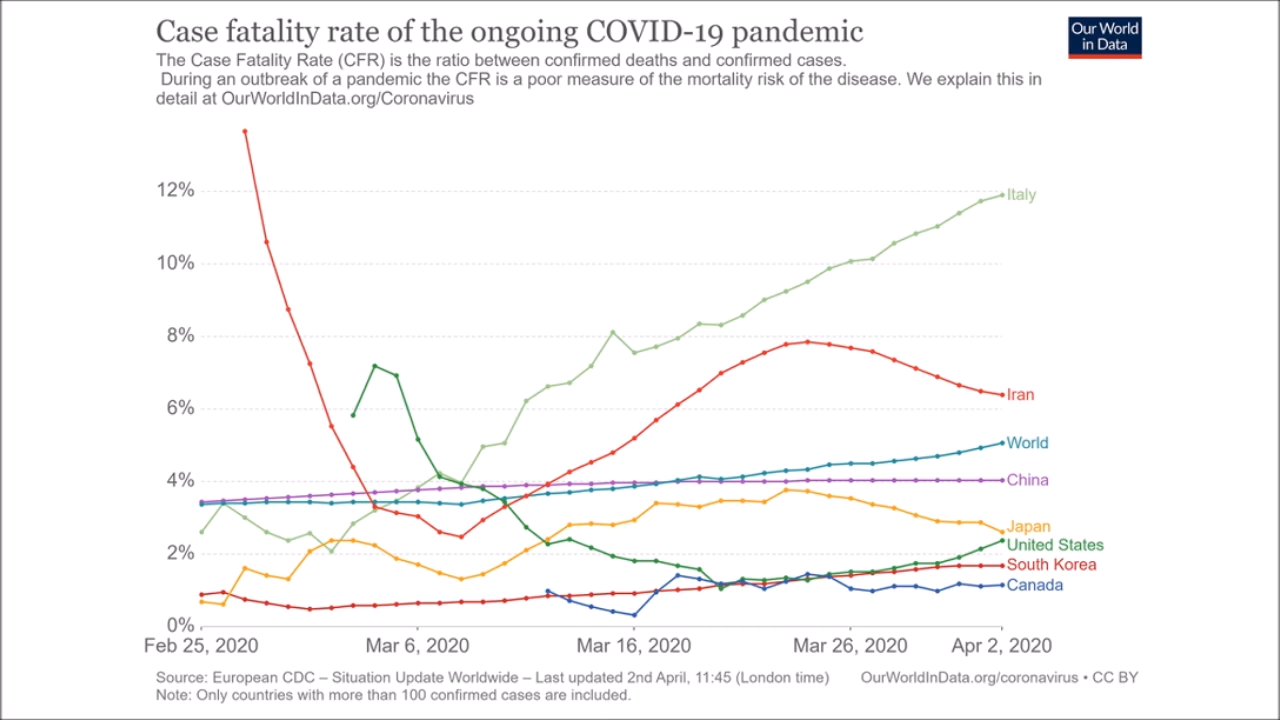 Case fatality rate of the ongoing COVID-19 pandemic
Our World
in Data
The Case Fatality Rate (CFR) is the ratio between confirmed deaths and confirmed cases.
During an outbreak of a pandemic the CFR is a poor measure of the mortality risk of the disease. We explain this in
detail at OurWorldInData.org/Coronavirus
12%
Italy
10%
8%
6%
Iran
World
4%
China
Japan
2%
United States
South Korea
Canada
0%
Feb 25, 2020
Mar 6, 2020
Mar 16, 2020
Mar 26, 2020
Apr 2, 2020
Source: European CDC – Situation Update Worldwide – Last updated 2nd April, 11:45 (London time)
OurWorldInData.org/coronavirus • CC BY
Note: Only countries with more than 100 confirmed cases are included.